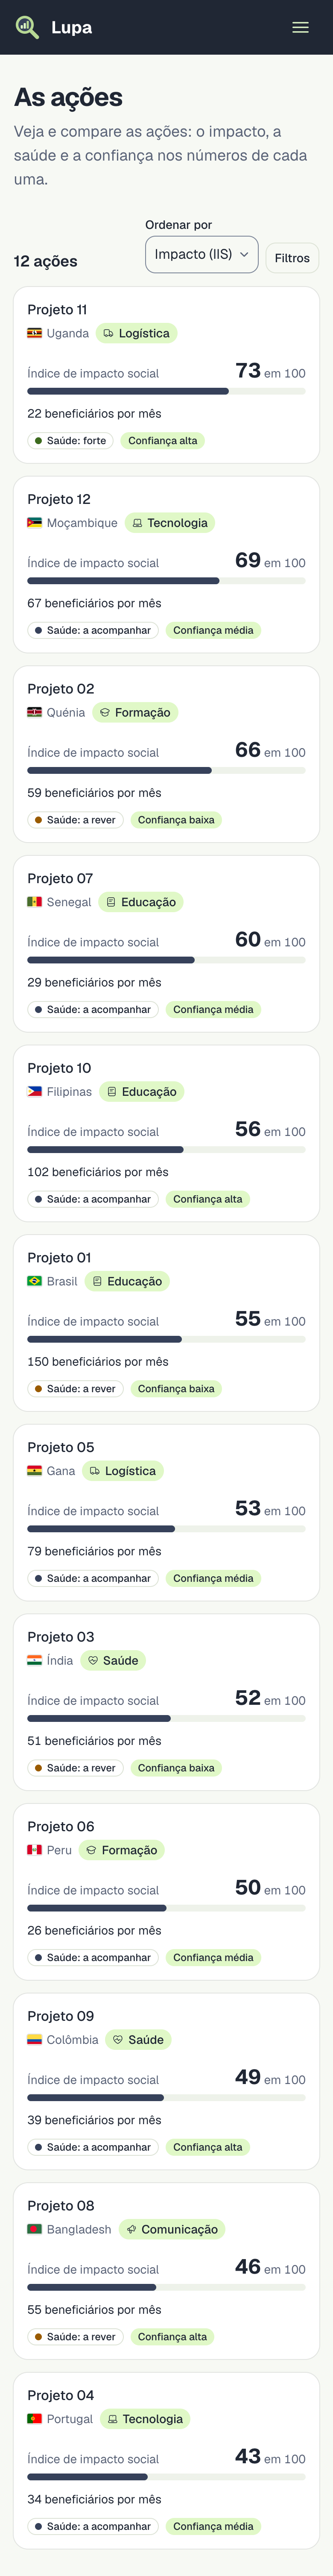 Lupa
As ações
Veja e compare as ações: o impacto, a
saúde e a confiança nos números de cada
uma.
Ordenar por
12 ações
Impacto (IIS)
Filtros
Projeto 11
Uganda
Logística
Índice de impacto social
73 em 100
22 beneficiários por mês
Saúde: forte
Confiança alta
Projeto 12
Moçambique
Tecnologia
Índice de impacto social
69 em 100
67 beneficiários por mês
Saúde: a acompanhar
Confiança média
Projeto 02
Quénia
Formação
Índice de impacto social
66 em 100
59 beneficiários por mês
Saúde: a rever
Confiança baixa
Projeto 07
Senegal
Educação
Índice de impacto social
60 em 100
29 beneficiários por mês
Saúde: a acompanhar
Confiança média
Projeto 10
Filipinas
Educação
Índice de impacto social
56 em 100
102 beneficiários por mês
Saúde: a acompanhar
Confiança alta
Projeto 01
Brasil
Educação
Índice de impacto social
55 em 100
150 beneficiários por mês
Saúde: a rever
Confiança baixa
Projeto 05
Gana
Logística
Índice de impacto social
53 em 100
79 beneficiários por mês
Saúde: a acompanhar
Confiança média
Projeto 03
Índia
Saúde
Índice de impacto social
52 em 100
51 beneficiários por mês
Saúde: a rever
Confiança baixa
Projeto 06
Peru
Formação
Índice de impacto social
50 em 100
26 beneficiários por mês
Saúde: a acompanhar
Confiança média
Projeto 09
Colômbia
Saúde
Índice de impacto social
49 em 100
39 beneficiários por mês
Saúde: a acompanhar
Confiança alta
Projeto 08
Bangladesh
Comunicação
Índice de impacto social
46 em 100
55 beneficiários por mês
Saúde: a rever
Confiança alta
Projeto 04
Portugal
Tecnologia
Índice de impacto social
43 em 100
34 beneficiários por mês
Saúde: a acompanhar
Confiança média